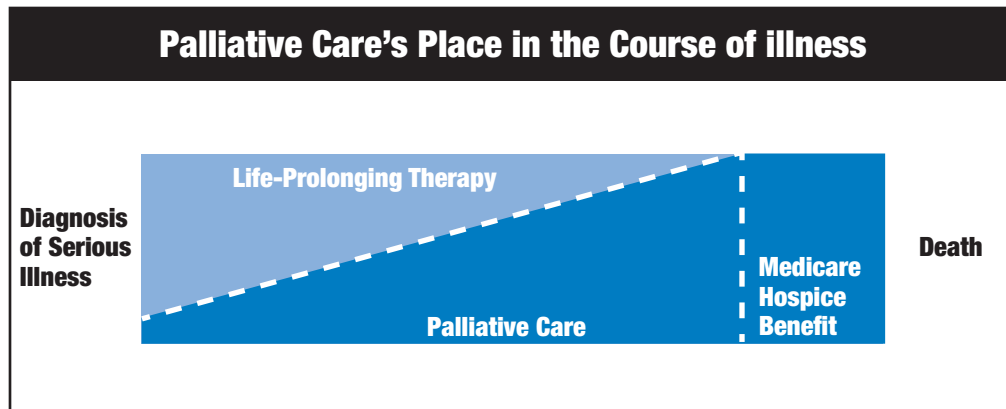 Palliative Care's Place in the Course of illness
Life-Prolonging Therapy
Diagnosis
of Serious
Illness
Palliative Care
Medicare
Hospice
Benefit
Death